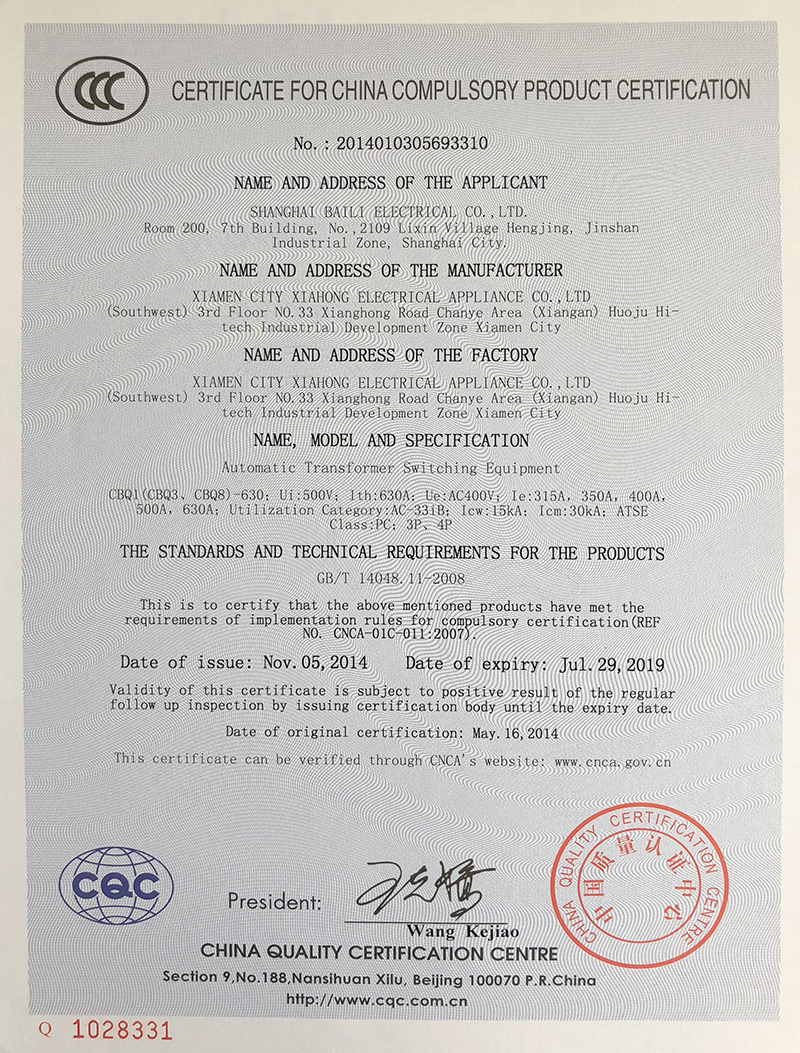 CCC
CERTIFICATE FOR CHINA COMPULSORY PRODUCT CERTIFICATION
No. : 2014010305693310
NAME AND ADDRESS OF THE APPLICANT
SHANGHAI BAILI ELECTRICAL CO.,LTD.
Room 200, 7th Building, No.,2109 Lixin Village Hengjing, Jinshan
Industrial Zone, Shanghai City.
NAME AND ADDRESS OF THE MANUFACTURER
XIAMEN CITY XIAHONG ELECTRICAL APPLIANCE CO.,LTD
(Southwest) 3rd Floor NO.33 Xianghong Road Chanye Area (Xiangan) Huoju Hi-
tech Industrial Development Zone Xiamen City
NAME AND ADDRESS OF THE FACTORY
XIAMEN CITY XIAHONG ELECTRICAL APPLIANCE CO.,LTD
(Southwest) 3rd Floor NO.33 Xianghong Road Chanye Area (Xiangan) Huoju Hi-
tech Industrial Development Zone Xiamen City
NAME, MODEL AND SPECIFICATION
Automatic Transformer Switching Equipment
CBQ1(CBQ3、CBQ8)-630; Ui:500V; Ith:630A; Ue:AC400V; Ie:315A, 350A, 400A,
500A, 630A; Utilization Category:AC-33iB; Icw:15kA; Icm:30kA; ATSE
Class:PC; 3P、4P
THE STANDARDS AND TECHNICAL REQUIREMENTS FOR THE PRODUCTS
GB/T 14048.11-2008
This is to certify that the above mentioned products have met the
requirements of implementation rules for compulsory certification(REF
NO. CNCA-01C-011:2007).
Date of issue: Nov.05,2014 Date of expiry: Jul.29,2019
Validity of this certificate is subject to positive result of the regular
follow up inspection by issuing certification body until the expiry date.
Date of original certification: May.16,2014
This certificate can be verified through CNCA's website: www.cnca.gov.cn
CQC
President:
Wang Kejiao
CHINA QUALITY CERTIFICATION CENTRE
中国质量认证中心
CHINA QUALITY CERTIFICATION CENTRE
Section 9,No.188,Nansihuan Xilu, Beijing 100070 P.R.China
http://www.cqc.com.cn
Q 1028331